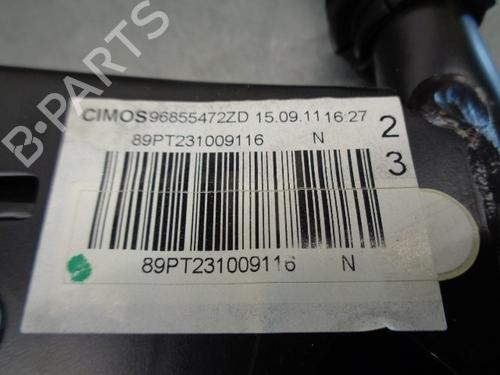 B-PARTS
CIMOS 96855472ZD 15.09.11 16:27
89PT231009116 N
2
3
89PT231009116 N